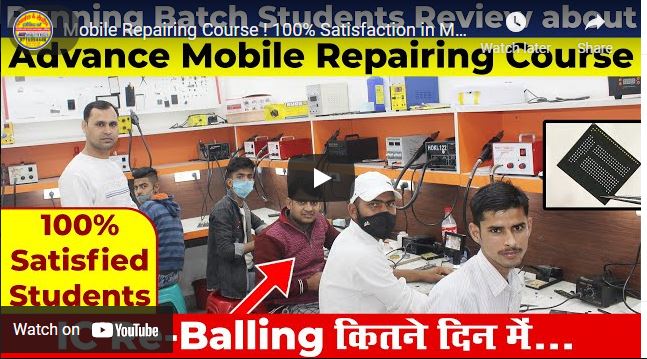 Running Batch Students Review about
Mobile Repairing Course ! 100% Satisfaction in M...
Watch later
Share
Advance Mobile Repairing Course
100%
Satisfied
Students
Watch on YouTube
IC Re-Balling कितने दिन में...